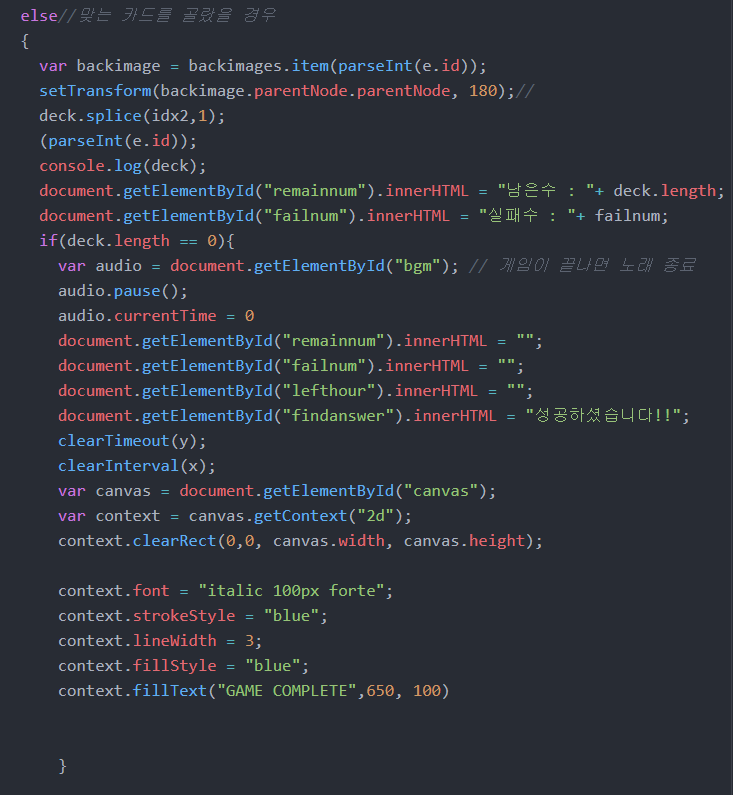 else//맞는 카드를 골랐을 경우
{
var backimage = backimages.item(parseInt(e.id));
setTransform(backimage.parentNode.parentNode, 180);//
deck.splice(idx2,1);
(parseInt(e.id));
console.log(deck);
document.getElementById("remainnum").innerHTML = "남은수 : "+ deck.length;
document.getElementById("failnum").innerHTML = "실패수 : "+ failnum;
if(deck.length == 0){
var audio = document.getElementById("bgm"); // 게임이 끝나면 노래 종료
audio.pause();
audio.currentTime = 0
document.getElementById("remainnum").innerHTML = "";
document.getElementById("failnum").innerHTML = "";
document.getElementById("lefthour").innerHTML = "";
document.getElementById("findanswer").innerHTML = "성공하셨습니다!!";
clearTimeout(y);
clearInterval(x);
var canvas = document.getElementById("canvas");
var context = canvas.getContext("2d");
context.clearRect(0,0, canvas.width, canvas.height);
context.font = "italic 100px forte";
context.strokeStyle = "blue";
context.lineWidth = 3;
context.fillStyle = "blue";
context.fillText("GAME COMPLETE",650, 100)
}